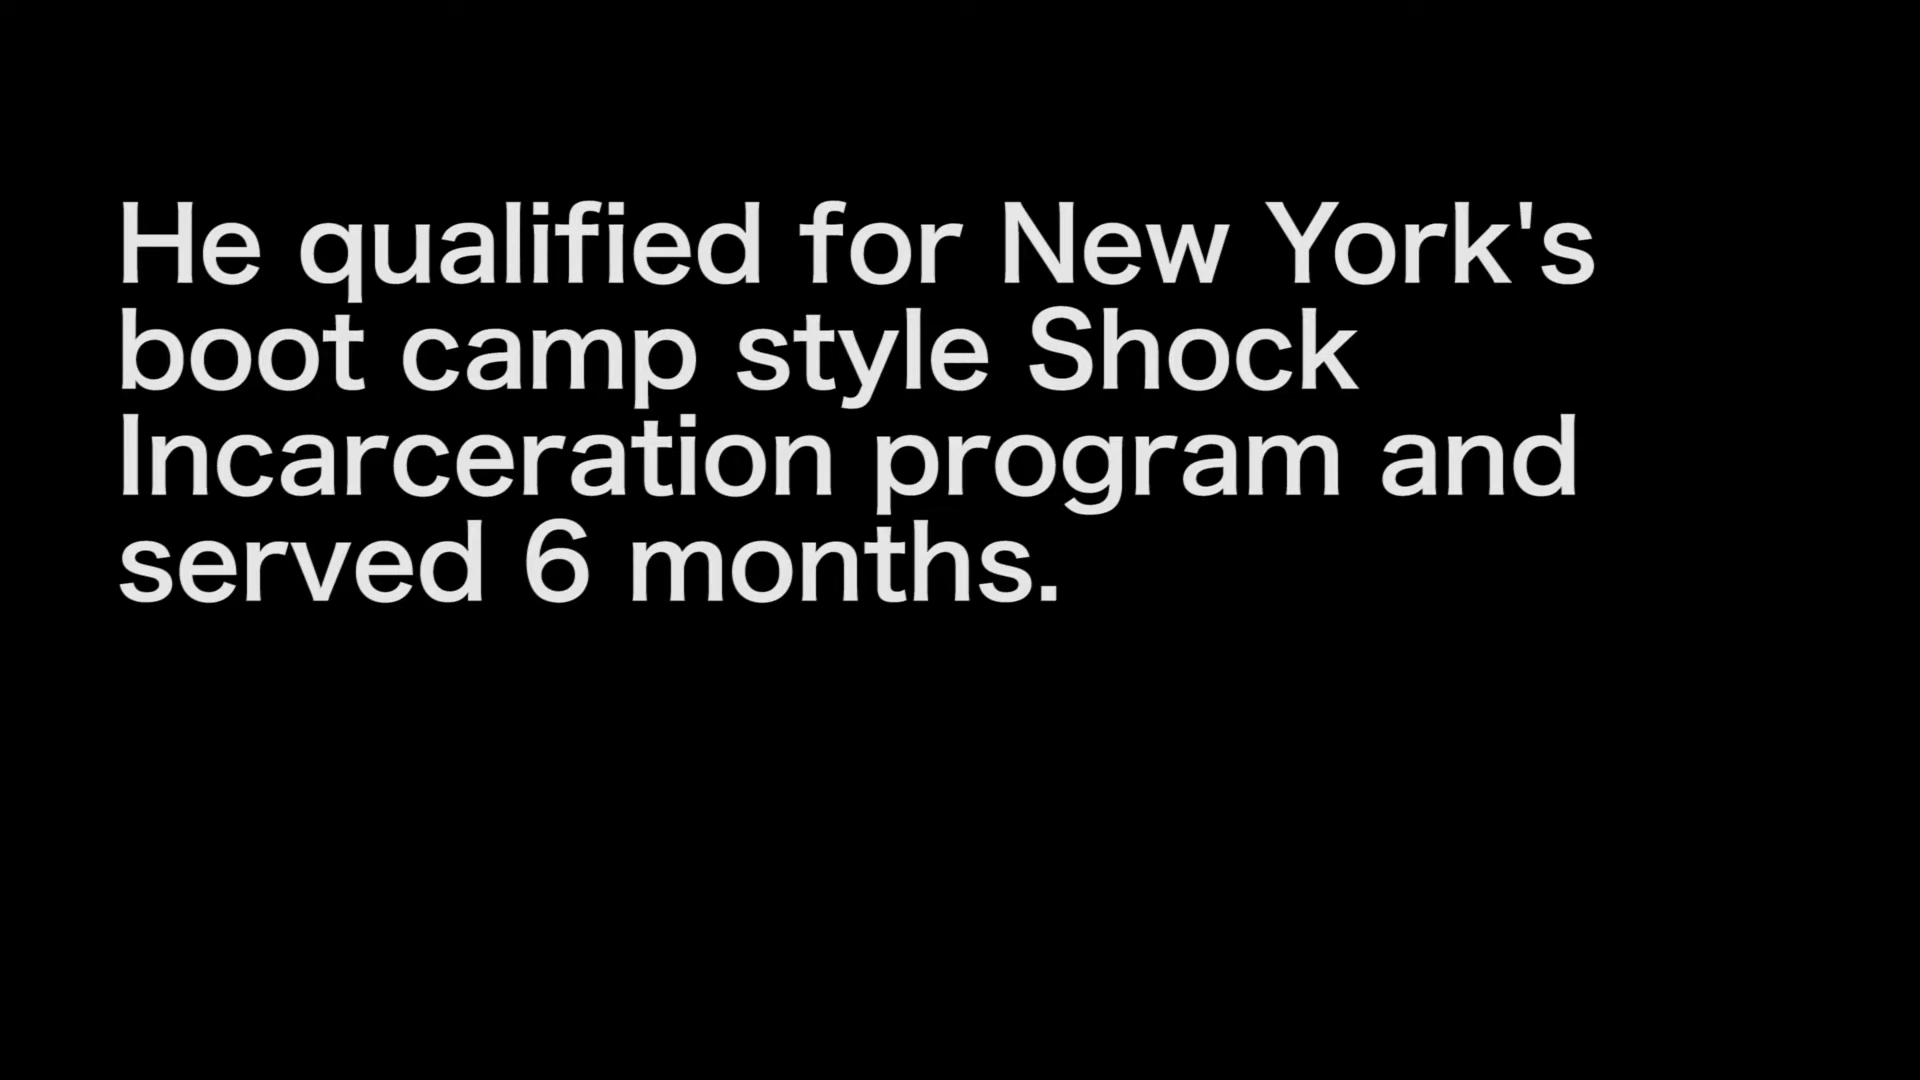 He qualified for New York's
boot camp style Shock
Incarceration program and
served 6 months.